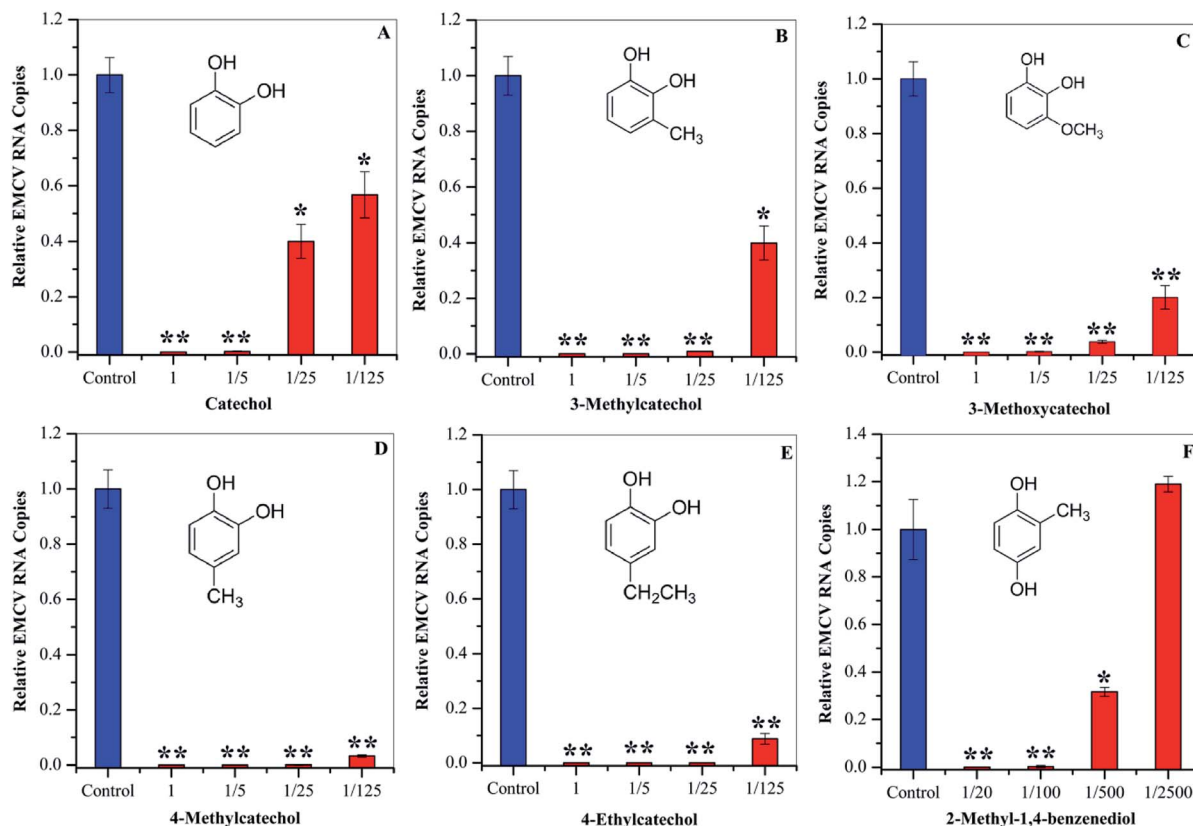 A
Relative EMCV RNA Copies
1.2
1.0
0.8
0.6
0.4
0.2
0.0
OH
OH
*
*
**
**
Control 1 1/5 1/25 1/125
Catechol
B
Relative EMCV RNA Copies
1.2
1.0
0.8
0.6
0.4
0.2
0.0
OH
OH
CH3
*
**
**
**
Control 1 1/5 1/25 1/125
3-Methylcatechol
C
Relative EMCV RNA Copies
1.2
1.0
0.8
0.6
0.4
0.2
0.0
OH
OH
OCH3
**
**
**
**
Control 1 1/5 1/25 1/125
3-Methoxycatechol
D
Relative EMCV RNA Copies
1.2
1.0
0.8
0.6
0.4
0.2
0.0
OH
OH
CH3
**
**
**
**
Control 1 1/5 1/25 1/125
4-Methylcatechol
E
Relative EMCV RNA Copies
1.2
1.0
0.8
0.6
0.4
0.2
0.0
OH
OH
CH2CH3
**
**
**
**
Control 1 1/5 1/25 1/125
4-Ethylcatechol
F
Relative EMCV RNA Copies
1.4
1.2
1.0
0.8
0.6
0.4
0.2
0.0
OH
CH3
OH
*
**
**
Control 1/20 1/100 1/500 1/2500
2-Methyl-1,4-benzenediol